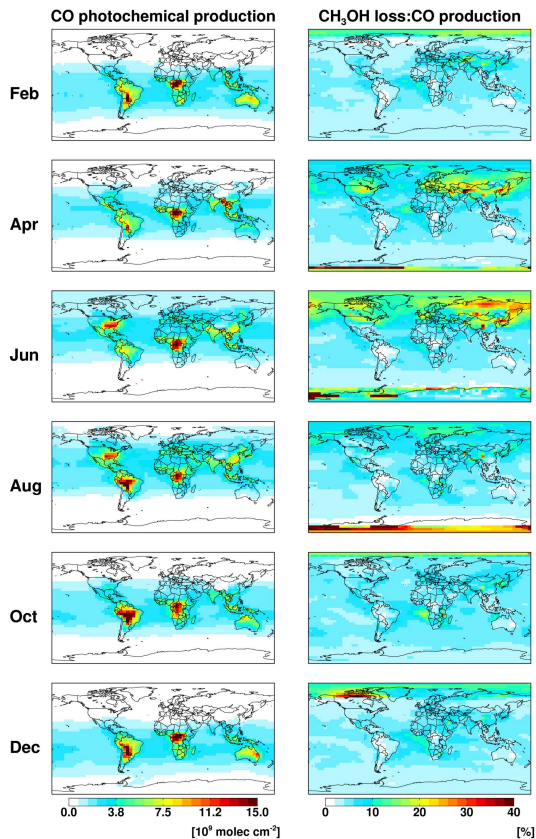 CO photochemical production CH₃OH loss:CO production
Feb
Apr
Jun
Aug
Oct
Dec
0.0 3.8 7.5 11.2 15.0 0 10 20 30 40
[10⁹ molec cm⁻²] [%]